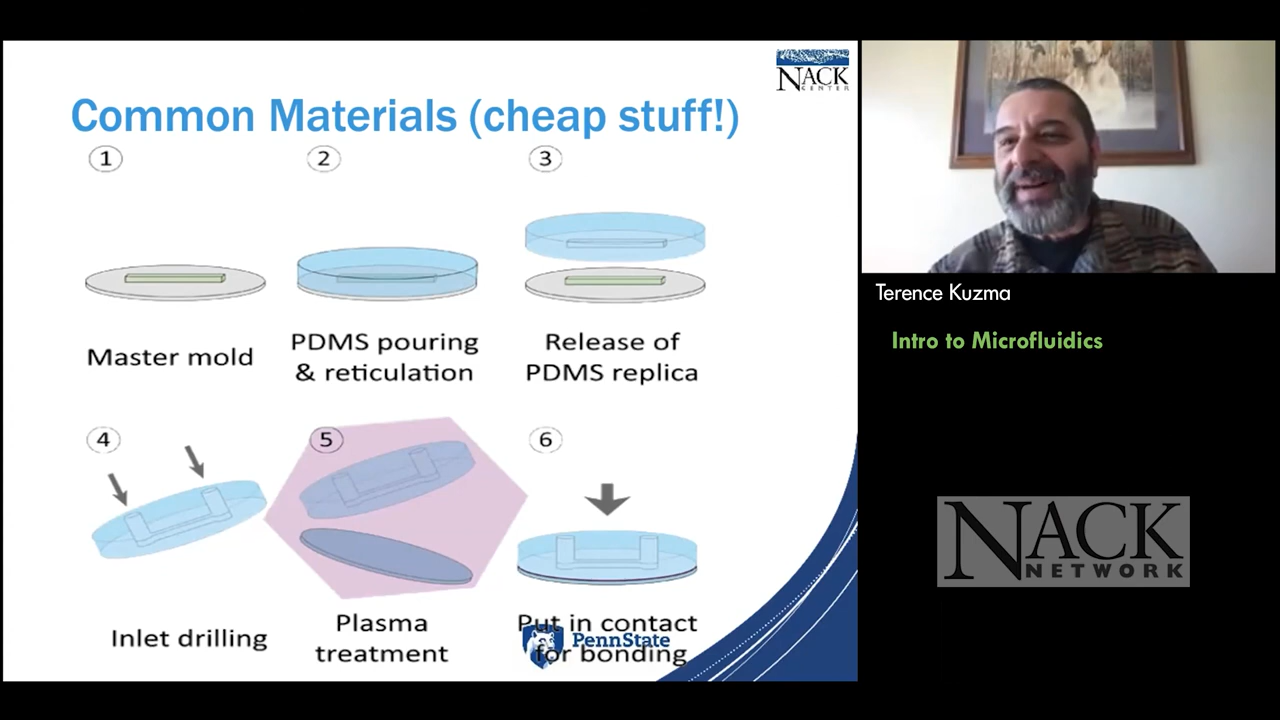 NACK
CENTER
Common Materials (cheap stuff!)
1
2
3
Master mold
PDMS pouring
& reticulation
Release of
PDMS replica
4
5
6
Inlet drilling
Plasma
treatment
Put in contact
for bonding
PennState
Terence Kuzma
Intro to Microfluidics
NACK
NETWORK